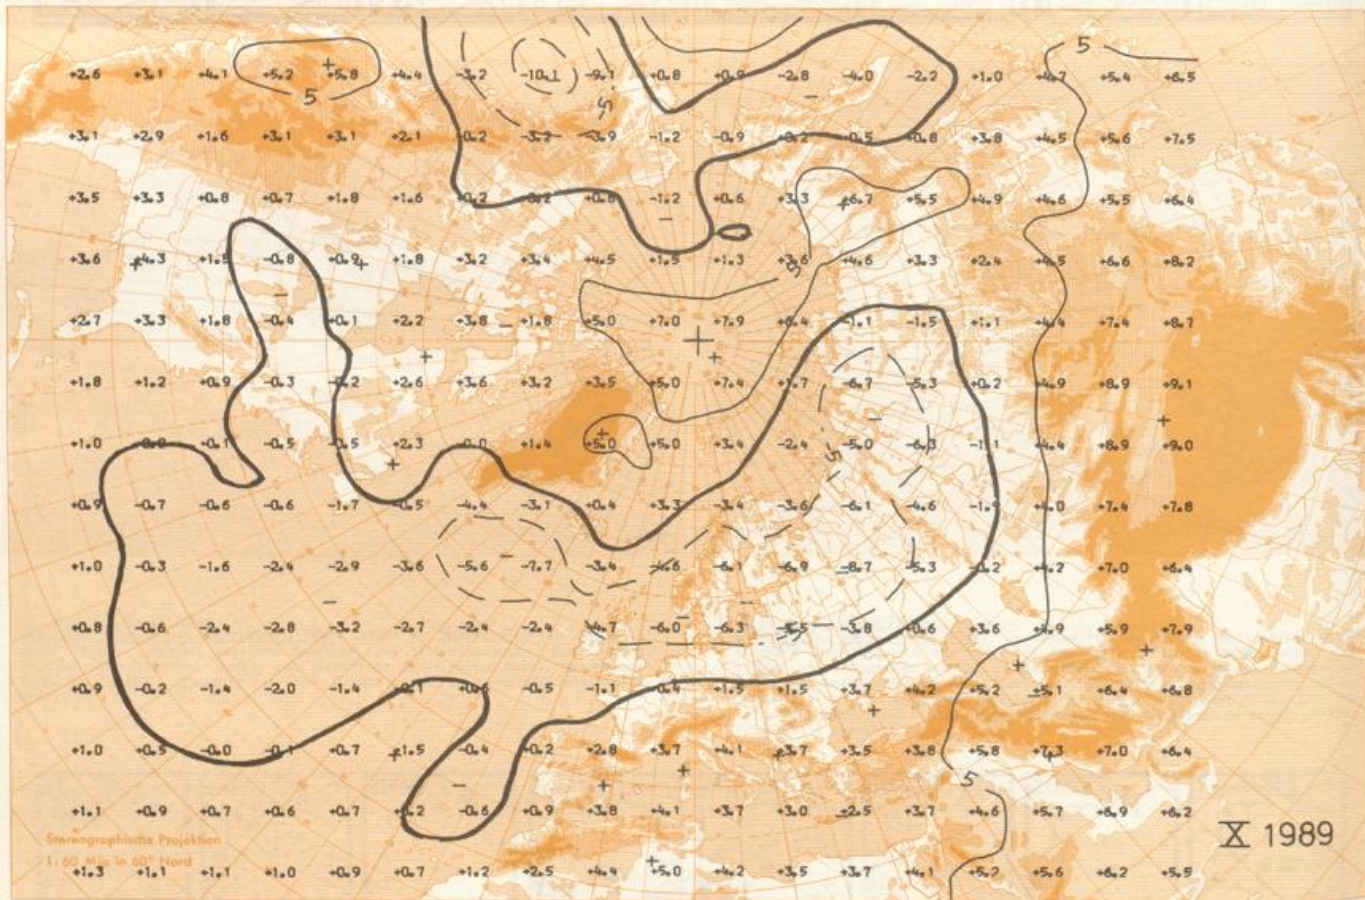 +2.6 +3.1 +4.1 +5.2 +5.8 +4.4 -3.2 -10.1 -9.1 +0.8 +0.9 -2.8 -4.0 -2.2 +1.0 +4.7 +5.4 +6.5
5
5
5
+3.1 +2.9 +1.6 +3.1 +3.1 +2.1 -0.2 -3.2 -3.9 -1.2 -0.9 +0.2 -0.5 +0.8 +3.8 +4.5 +5.6 +7.5
+3.5 +3.3 +0.8 +0.7 +1.8 +1.6 +0.2 -0.2 +0.8 -1.2 +0.6 +3.3 +6.7 +5.5 +4.9 +4.6 +5.5 +6.4
+3.6 +4.3 +1.5 -0.8 +0.9 +1.8 +3.2 +3.4 +4.5 +1.5 +1.3 +3.6 +4.6 +3.3 +2.4 +4.5 +6.6 +8.2
5
+2.7 +3.3 +1.8 -0.4 +0.1 +2.2 +3.8 +1.8 +5.0 +7.0 +7.9 +6.4 -1.1 -1.5 +1.1 +4.4 +7.4 +8.7
+1.8 +1.2 +0.9 -0.3 -0.2 +2.6 +3.6 +3.2 +3.5 +5.0 +7.4 +1.7 -6.7 -5.3 +0.2 +4.9 +8.9 +9.1
+1.0 +0.1 -0.5 -0.5 +2.3 -0.0 +1.4 +5.0 +5.0 +3.4 -2.4 -5.0 -6.3 -1.1 +4.4 +8.9 +9.0
5
+0.9 -0.7 -0.6 -0.6 -1.7 -0.5 -4.4 -3.1 +0.4 +3.3 -3.4 -3.6 -6.1 -4.6 -1.9 +4.0 +7.4 +7.8
+1.0 -0.3 -1.6 -2.4 -2.9 -3.6 -5.6 -7.7 -3.4 -4.6 -6.1 -6.9 -8.7 -5.3 -0.2 +4.2 +7.0 +6.4
+0.8 -0.6 -2.4 -2.8 -3.2 -2.7 -2.4 -2.4 -4.7 -6.0 -6.3 -5.5 -3.8 +0.6 +3.6 +4.9 +5.9 +7.9
+0.9 -0.2 -1.4 -2.0 -1.4 -0.1 +0.6 -0.5 -1.1 -0.4 +1.5 +1.5 +3.7 +4.2 +5.2 +5.1 +6.4 +6.8
+1.0 +0.5 -0.0 -0.1 +0.7 +1.5 -0.4 +0.2 +2.8 +3.7 +4.1 +3.7 +3.5 +3.8 +5.8 +7.3 +7.0 +6.4
5
+1.1 +0.9 +0.7 +0.6 +0.7 +0.2 -0.6 +0.9 +3.8 +4.1 +3.7 +3.0 +2.5 +3.7 +4.6 +5.7 +6.9 +6.2
X 1989
Stereographische Projektion
1:60 Mio in 60° Nord
+1.3 +1.1 +1.1 +1.0 +0.9 +0.7 +1.2 +2.5 +4.4 +5.0 +4.2 +3.5 +3.7 +4.1 +5.2 +5.6 +6.2 +5.5